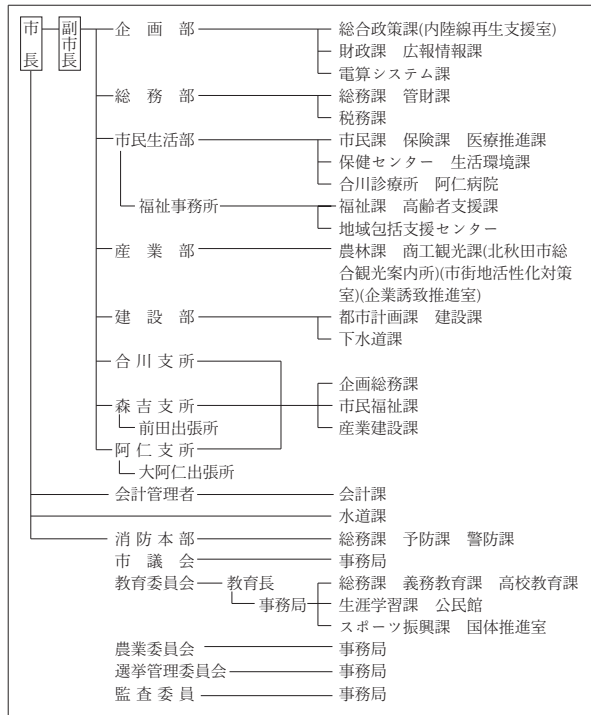 市長 副市長 企画部 総合政策課(内陸線再生支援室)
財政課 広報情報課
電算システム課
総務部 総務課 管財課
税務課
市民生活部 市民課 保険課 医療推進課
保健センター 生活環境課
合川診療所 阿仁病院
福祉事務所 福祉課 高齢者支援課
地域包括支援センター
産業部 農林課 商工観光課(北秋田市総
合観光案内所)(市街地活性化対策
室)(企業誘致推進室)
建設部 都市計画課 建設課
下水道課
合川支所
企画総務課
森吉支所 市民福祉課
前田出張所 産業建設課
阿仁支所
大阿仁出張所
会計管理者 会計課
水道課
消防本部 総務課 予防課 警防課
市議会 事務局
教育委員会 教育長 総務課 義務教育課 高校教育課
事務局 生涯学習課 公民館
スポーツ振興課 国体推進室
農業委員会 事務局
選挙管理委員会 事務局
監査委員 事務局